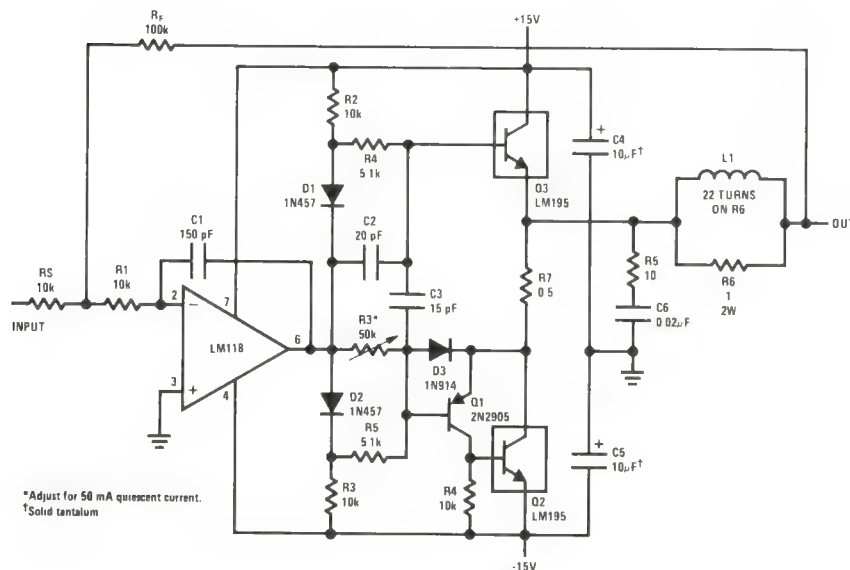 RF
100k
+15V
R2
10k
R4
5 1k
C4
10µF†
+
L1
22 TURNS
ON R6
D1
1N457
Q3
LM195
C1
150 pF
C2
20 pF
OUT
RS
10k
R1
10k
R7
0 5
R5
10
R6
1
2W
C3
15 pF
INPUT
2
7
6
LM118
3
4
R3*
50k
C6
0 02µF
D3
1N914
D2
1N457
Q1
2N2905
R5
5 1k
+
C5
10µF†
R3
10k
R4
10k
Q2
LM195
*Adjust for 50 mA quiescent current.
†Solid tantalum
-15V